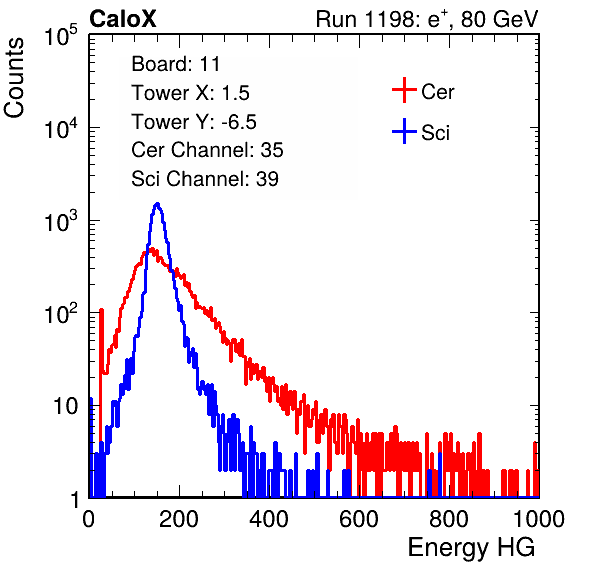 CaloX Run 1198: e+, 80 GeV
Counts
Board: 11
Tower X: 1.5
Tower Y: -6.5
Cer Channel: 35
Sci Channel: 39
Cer
Sci
10^5
10^4
10^3
10^2
10
1
0 200 400 600 800 1000
Energy HG